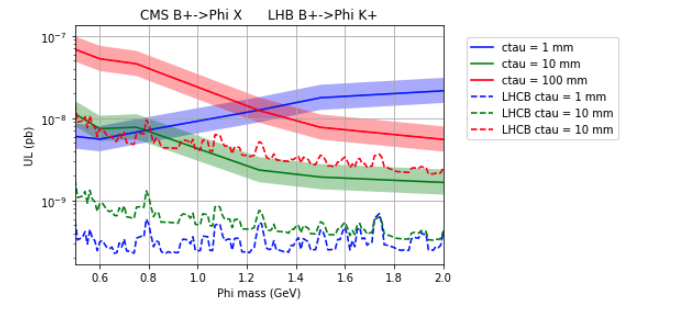 CMS B+->Phi X LHB B+->Phi K+
UL (pb)
10⁻⁷
10⁻⁸
10⁻⁹
0.6 0.8 1.0 1.2 1.4 1.6 1.8 2.0
Phi mass (GeV)
ctau = 1 mm
ctau = 10 mm
ctau = 100 mm
LHCB ctau = 1 mm
LHCB ctau = 10 mm
LHCB ctau = 10 mm